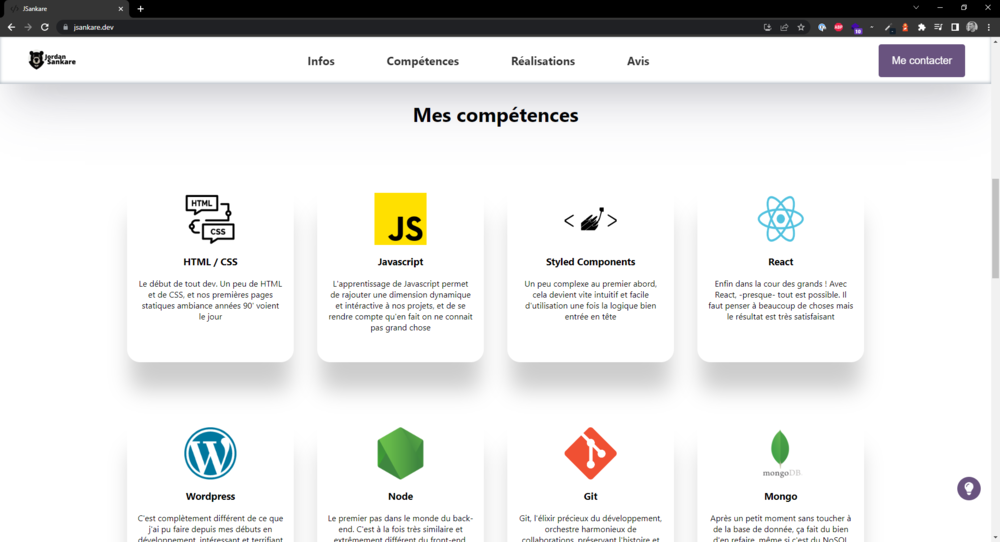 JSankare
jsankare.dev
ABP
10
Jordan
Sankare
Infos
Compétences
Réalisations
Avis
Me contacter
Mes compétences
HTML
CSS
HTML / CSS
Le début de tout dev. Un peu de HTML
et de CSS, et nos premières pages
statiques ambiance années 90' voient
le jour
JS
Javascript
L'apprentissage de Javascript permet
de rajouter une dimension dynamique
et intéractive à nos projets, et de se
rendre compte qu'en fait on ne connait
pas grand chose
< >
Styled Components
Un peu complexe au premier abord,
cela devient vite intuitif et facile
d'utilisation une fois la logique bien
entrée en tête
React
Enfin dans la cour des grands ! Avec
React, -presque- tout est possible. Il
faut penser à beaucoup de choses mais
le résultat est très satisfaisant
Wordpress
C'est complètement différent de ce que
j'ai pu faire depuis mes débuts en
développement, intéressant et terrifiant
Node
Le premier pas dans le monde du back-
end. C'est à la fois très similaire et
extrêmement différent du front-end.
Git
Git, l'élixir précieux du développement,
orchestre harmonieux de
collaborations, préservant l'histoire et
mongoDB
Mongo
Après un petit moment sans toucher à
de la base de donnée, ça fait du bien
d'en refaire, même si c'est du NoSQL